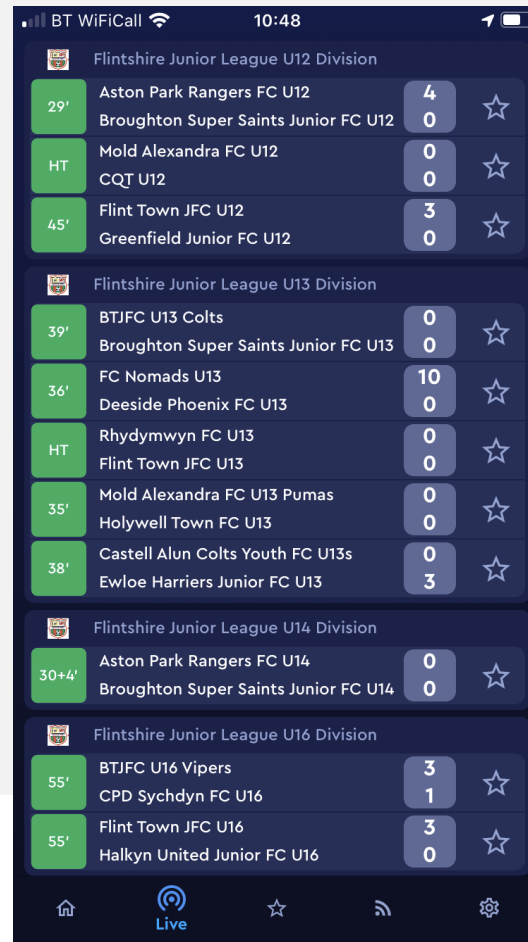 BT WiFiCall 10:48
Flintshire Junior League U12 Division
29' Aston Park Rangers FC U12 4
Broughton Super Saints Junior FC U12 0
HT Mold Alexandra FC U12 0
CQT U12 0
45' Flint Town JFC U12 3
Greenfield Junior FC U12 0
Flintshire Junior League U13 Division
39' BTJFC U13 Colts 0
Broughton Super Saints Junior FC U13 0
36' FC Nomads U13 10
Deeside Phoenix FC U13 0
HT Rhydymwyn FC U13 0
Flint Town JFC U13 0
35' Mold Alexandra FC U13 Pumas 0
Holywell Town FC U13 0
38' Castell Alun Colts Youth FC U13s 0
Ewloe Harriers Junior FC U13 3
Flintshire Junior League U14 Division
30+4' Aston Park Rangers FC U14 0
Broughton Super Saints Junior FC U14 0
Flintshire Junior League U16 Division
55' BTJFC U16 Vipers 3
CPD Sychdyn FC U16 1
55' Flint Town JFC U16 3
Halkyn United Junior FC U16 0
Live